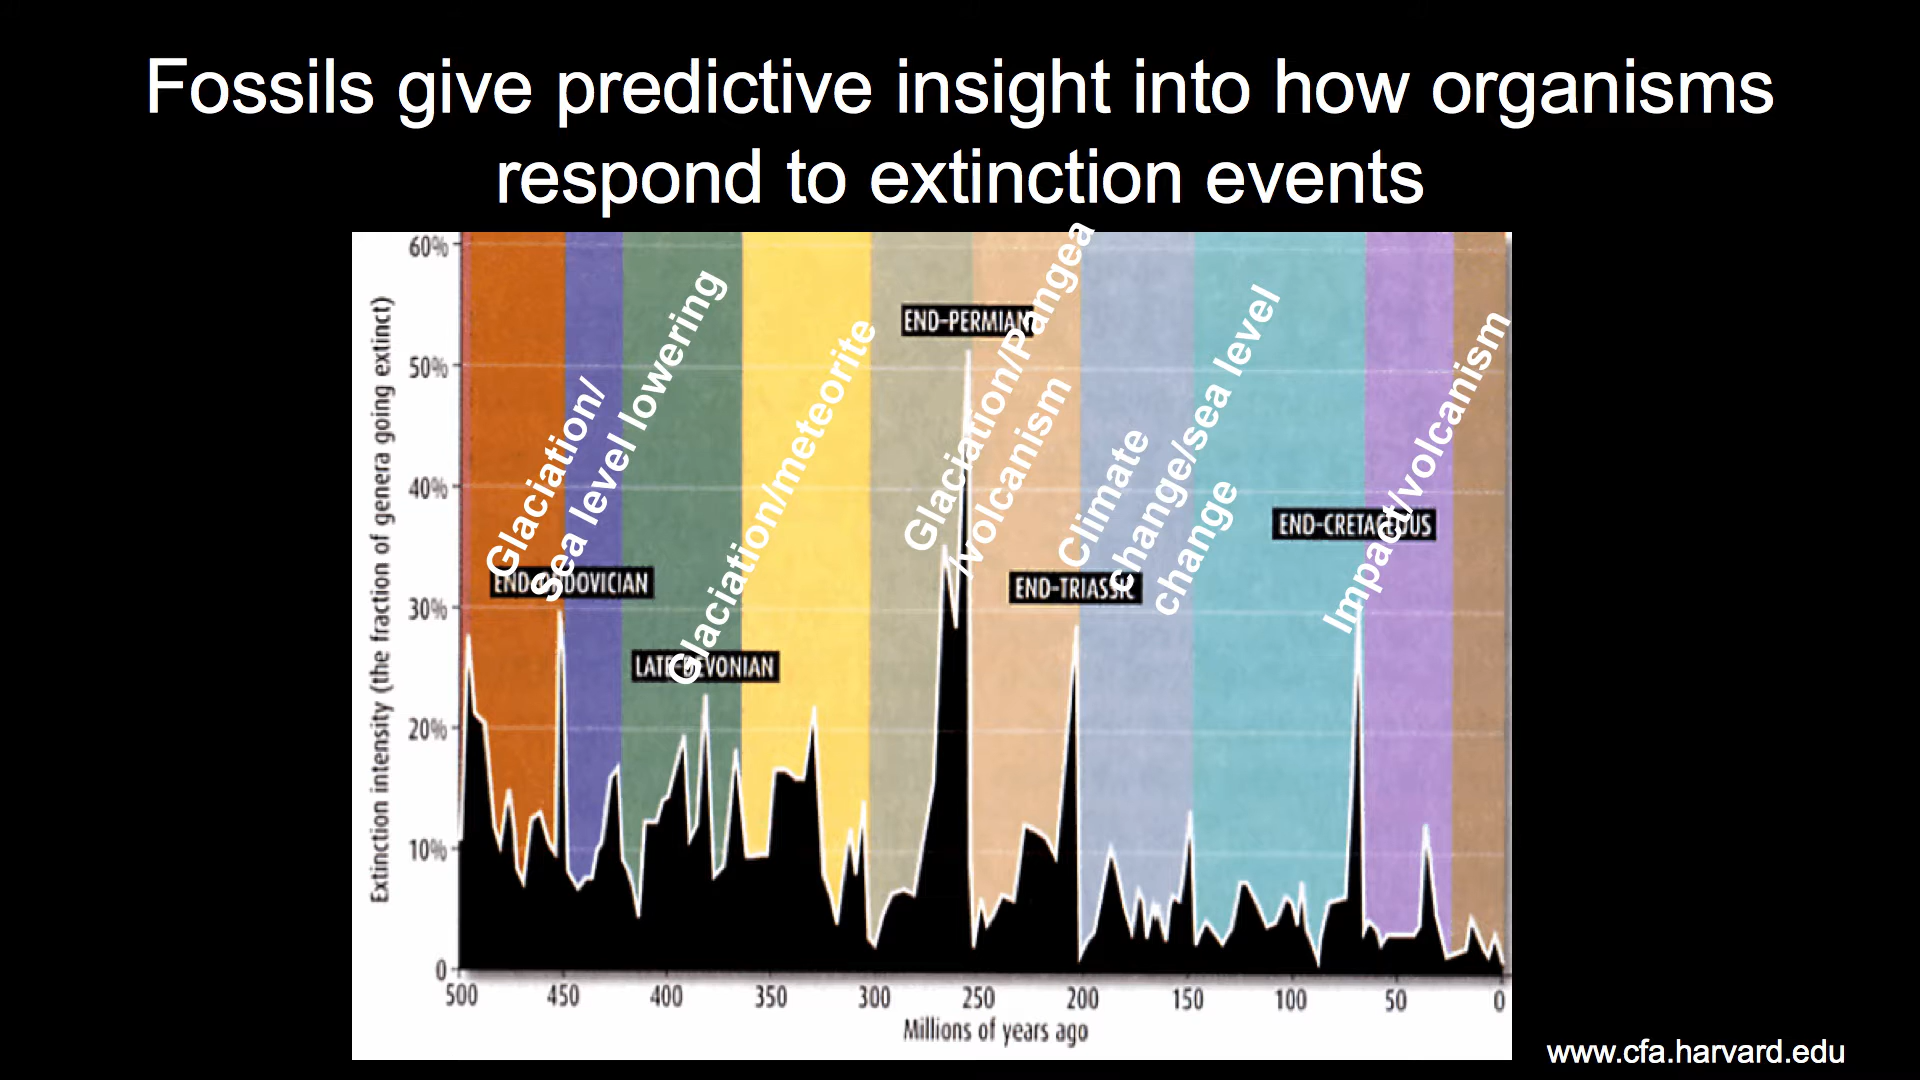 Fossils give predictive insight into how organisms
respond to extinction events
Extinction intensity (the fraction of genera going extinct)
60%
50%
40%
30%
20%
10%
0
END-ORDOVICIAN
Glaciation/
Sea level lowering
LATE-DEVONIAN
Glaciation/meteorite
END-PERMIAN
Glaciation/Pangea
/volcanism
END-TRIASSIC
Climate
change/sea level
change
END-CRETACEOUS
Impact/volcanism
500 450 400 350 300 250 200 150 100 50 0
Millions of years ago
www.cfa.harvard.edu